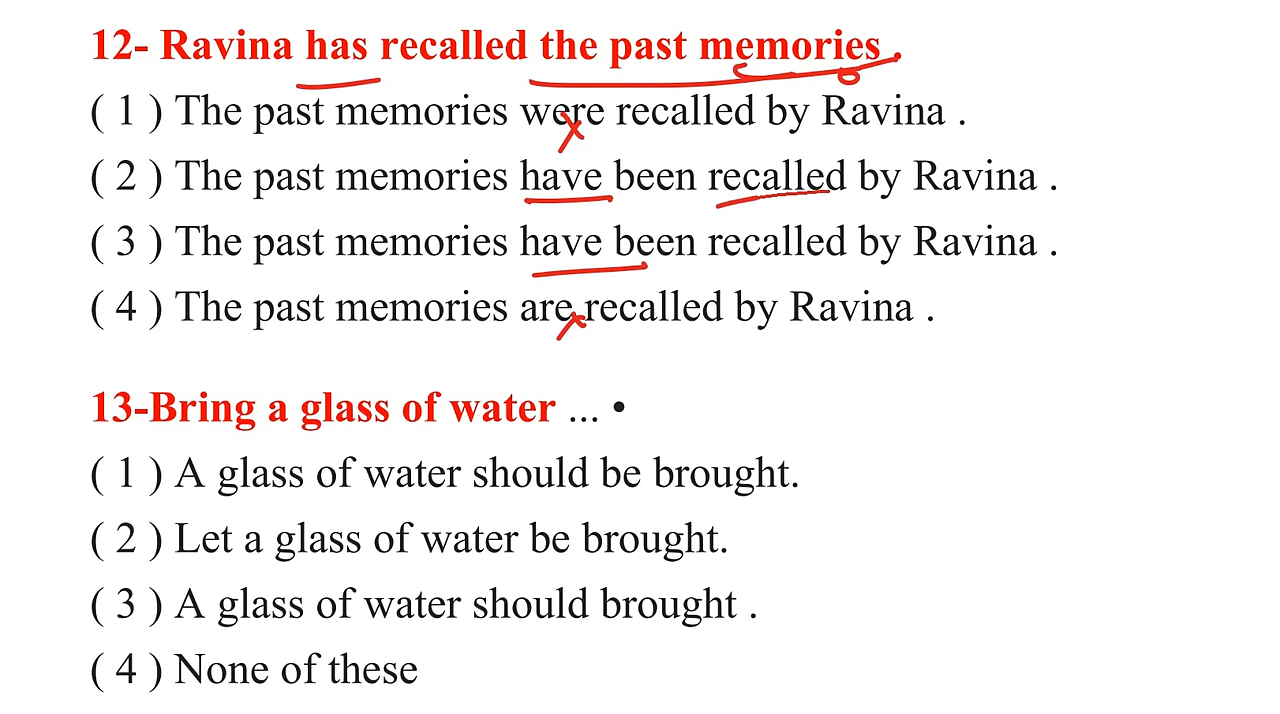 12- Ravina has recalled the past memories .
( 1 ) The past memories were recalled by Ravina .
( 2 ) The past memories have been recalled by Ravina .
( 3 ) The past memories have been recalled by Ravina .
( 4 ) The past memories are recalled by Ravina .
13-Bring a glass of water ... •
( 1 ) A glass of water should be brought.
( 2 ) Let a glass of water be brought.
( 3 ) A glass of water should brought .
( 4 ) None of these